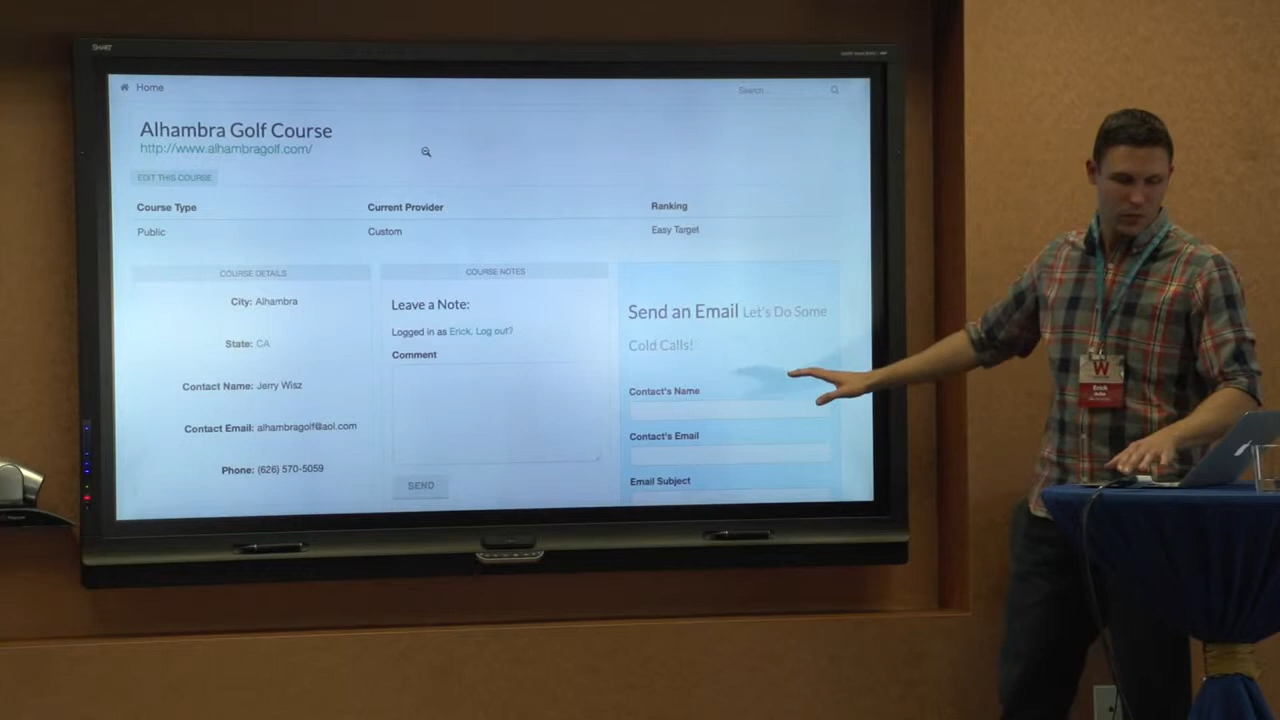 SMART
Home
Search ...
Alhambra Golf Course
http://www.alhambragolf.com/
EDIT THIS COURSE
Course Type
Current Provider
Ranking
Public
Custom
Easy Target
COURSE DETAILS
City: Alhambra
State: CA
Contact Name: Jerry Wisz
Contact Email: alhambragolf@aol.com
Phone: (626) 570-5059
COURSE NOTES
Leave a Note:
Logged in as Erick. Log out?
Comment
SEND
Send an Email Let's Do Some
Cold Calls!
Contact's Name
Contact's Email
Email Subject
W
Erick